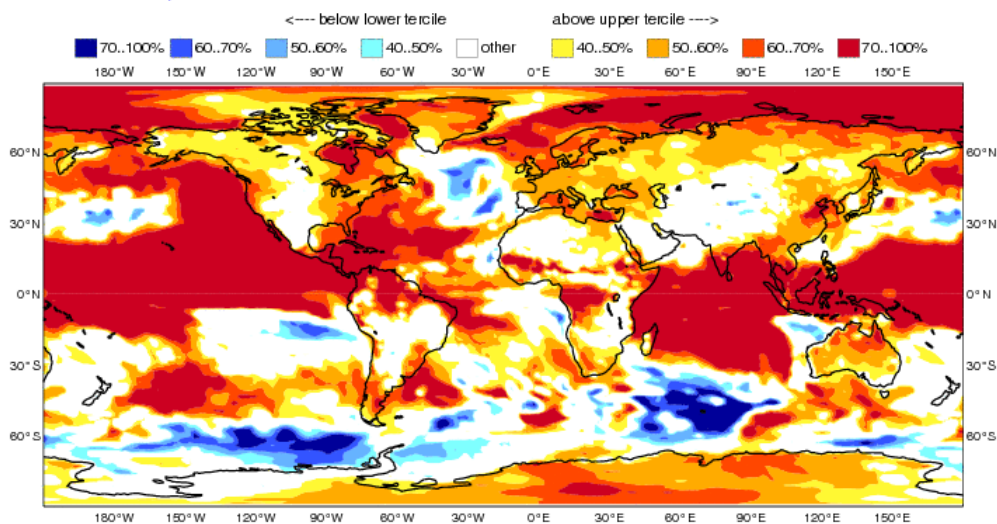 <---- below lower tercile above upper tercile ---->
70..100% 60..70% 50..60% 40..50% other 40..50% 50..60% 60..70% 70..100%
180°W 150°W 120°W 90°W 60°W 30°W 0°E 30°E 60°E 90°E 120°E 150°E
60°N 60°N
30°N 30°N
0°N 0°N
30°S 30°S
60°S 60°S
180°W 150°W 120°W 90°W 60°W 30°W 0°E 30°E 60°E 90°E 120°E 150°E